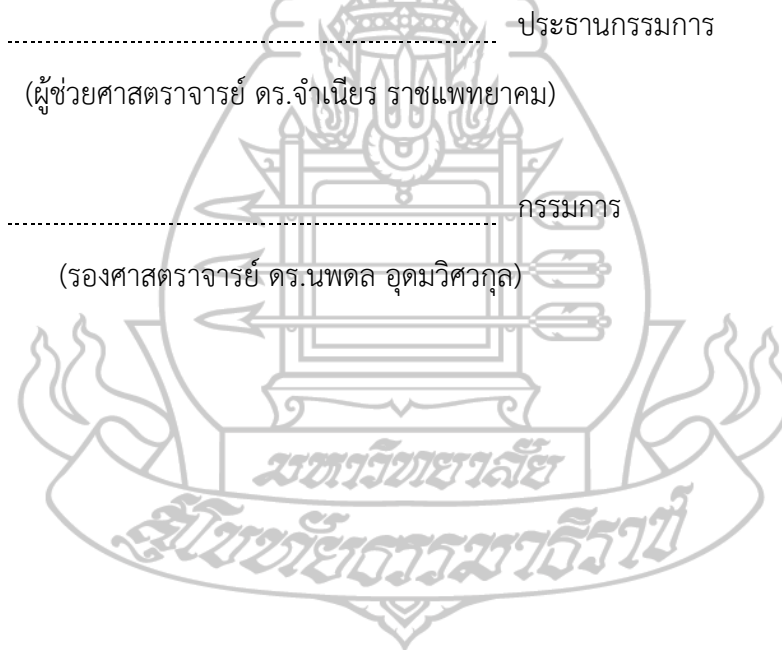 ประธานกรรมการ
(ผู้ช่วยศาสตราจารย์ ดร.จำเนียร ราชแพทยาคม)
กรรมการ
(รองศาสตราจารย์ ดร.นพดล อุดมวิศวกุล)
มหาวิทยาลัย
สุโขทัยธรรมาธิราช